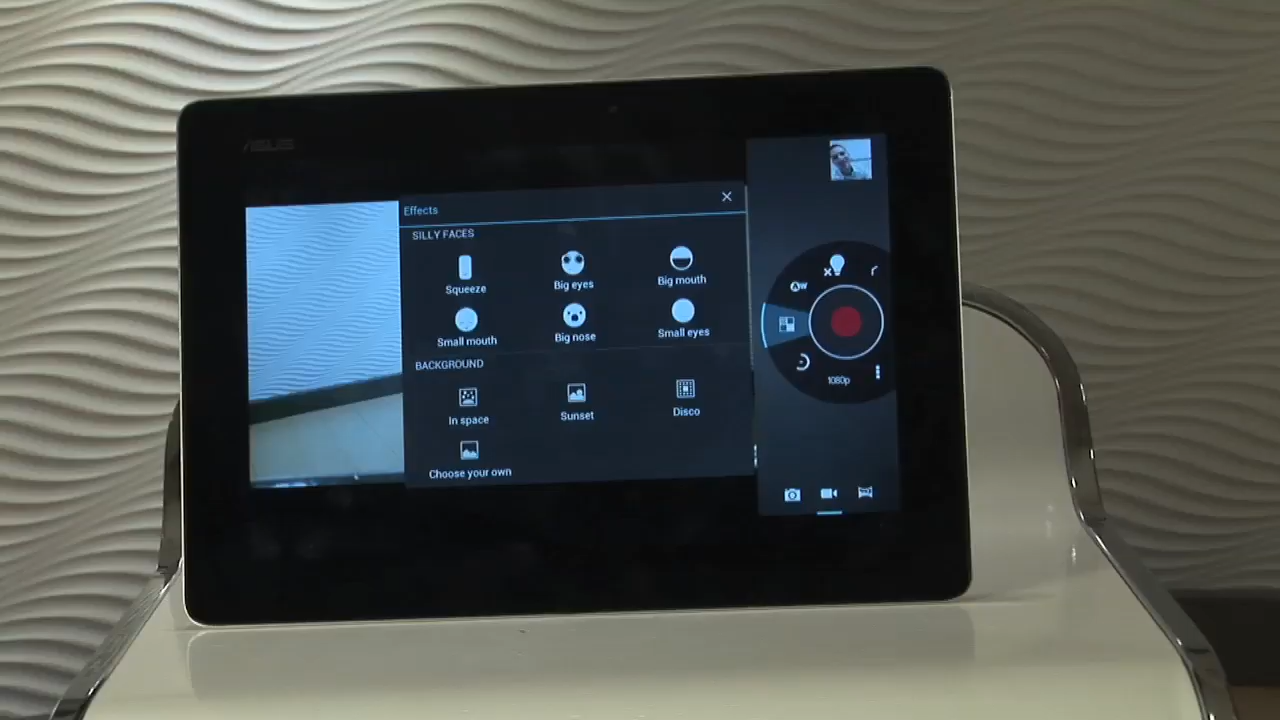 ASUS
Effects
SILLY FACES
Squeeze
Big eyes
Big mouth
Small mouth
Big nose
Small eyes
BACKGROUND
In space
Sunset
Disco
Choose your own
AW
1080p